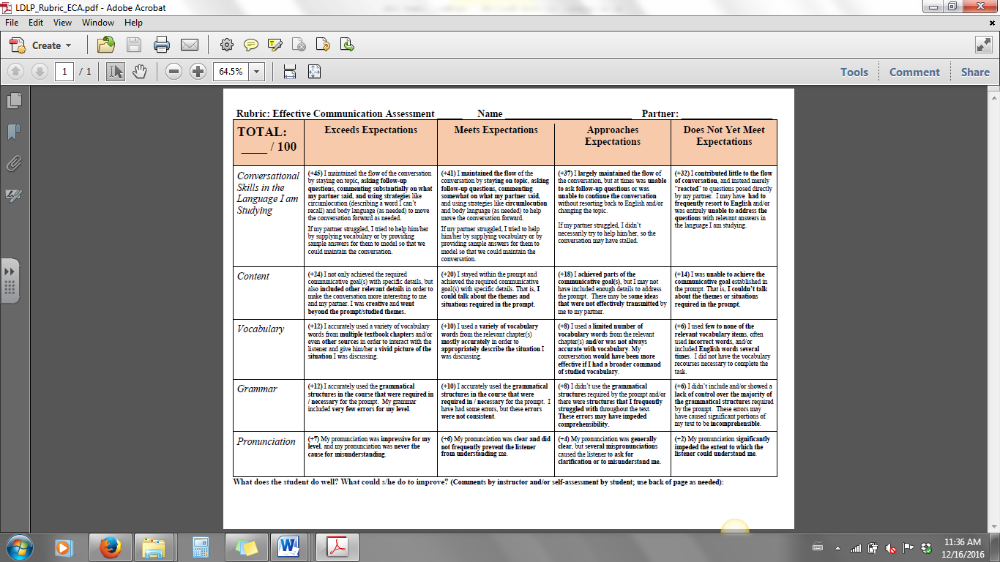 LDLP_Rubric_ECA.pdf - Adobe Acrobat
File Edit View Window Help
Create
1 / 1
64.5%
Tools Comment Share
Rubric: Effective Communication Assessment _____ Name _________________________ Partner: __________________
TOTAL:
____ / 100
Exceeds Expectations
Meets Expectations
Approaches
Expectations
Does Not Yet Meet
Expectations
Conversational
Skills in the
Language I am
Studying
(+45) I maintained the flow of the conversation
by staying on topic, asking follow-up
questions, commenting substantially on what
my partner said, and using strategies like
circumlocution (describing a word I can't
recall) and body language (as needed) to move
the conversation forward as needed.
If my partner struggled, I tried to help him/her
by supplying vocabulary or by providing
sample answers for them to model so that we
could maintain the conversation.
(+41) I maintained the flow of the
conversation by staying on topic, asking
follow-up questions, commenting
somewhat on what my partner said,
and using strategies like circumlocution
and body language (as needed) to help
move the conversation forward.
If my partner struggled, I tried to help
him/her by supplying vocabulary or by
providing sample answers for them to
model so that we could maintain the
conversation.
(+37) I largely maintained the flow of
the conversation, but at times was unable
to ask follow-up questions or was
unable to continue the conversation
without resorting back to English and/or
changing the topic.
If my partner struggled, I didn't
necessarily try to help him/her, so the
conversation may have stalled.
(+32) I contributed little to the flow
of conversation, and instead merely
"reacted" to questions posed directly
by my partner. I may have had to
frequently resort to English and/or
was entirely unable to address the
questions with relevant answers in
the language I am studying.
Content
(+24) I not only achieved the required
communicative goal(s) with specific details, but
also included other relevant details in order to
make the conversation more interesting to me
and my partner. I was creative and went
beyond the prompt/studied themes.
(+20) I stayed within the prompt and
achieved the required communicative
goal(s) with specific details. That is, I
could talk about the themes and
situations required in the prompt.
(+18) I achieved parts of the
communicative goal(s), but I may not
have included enough details to address
the prompt. There may be some ideas
that were not effectively transmitted by
me to my partner.
(+14) I was unable to achieve the
communicative goal established in
the prompt. That is, I couldn't talk
about the themes or situations
required in the prompt.
Vocabulary
(+12) I accurately used a variety of vocabulary
words from multiple textbook chapters and/or
even other sources in order to interact with the
listener and give him/her a vivid picture of the
situation I was discussing.
(+10) I used a variety of vocabulary
words from the relevant chapter(s)
mostly accurately in order to
appropriately describe the situation I
was discussing.
(+8) I used a limited number of
vocabulary words from the relevant
chapter(s) and/or was not always
accurate with vocabulary. My
conversation would have been more
effective if I had a broader command
of studied vocabulary.
(+6) I used few to none of the
relevant vocabulary items, often
used incorrect words, and/or
included English words several
times. I did not have the vocabulary
recourses necessary to complete the
task.
Grammar
(+12) I accurately used the grammatical
structures in the course that were required in
/ necessary for the prompt. My grammar
included very few errors for my level.
(+10) I accurately used the grammatical
structures in the course that were
required in / necessary for the prompt. I
have had some errors, but these errors
were not consistent.
(+8) I didn't use the grammatical
structures required by the prompt and/or
there were structures that I frequently
struggled with throughout the text.
These errors may have impeded
comprehensibility.
(+6) I didn't include and/or showed a
lack of control over the majority of
the grammatical structures required
by the prompt. These errors may
have caused significant portions of
my text to be incomprehensible.
Pronunciation
(+7) My pronunciation was impressive for my
level, and my pronunciation was never the
cause for misunderstanding.
(+6) My pronunciation was clear and did
not frequently prevent the listener
from understanding me.
(+4) My pronunciation was generally
clear, but several mispronunciations
caused the listener to ask for
clarification or to misunderstand me.
(+2) My pronunciation significantly
impeded the extent to which the
listener could understand me.
What does the student do well? What could s/he do to improve? (Comments by instructor and/or self-assessment by student; use back of page as needed):
11:36 AM
12/16/2016